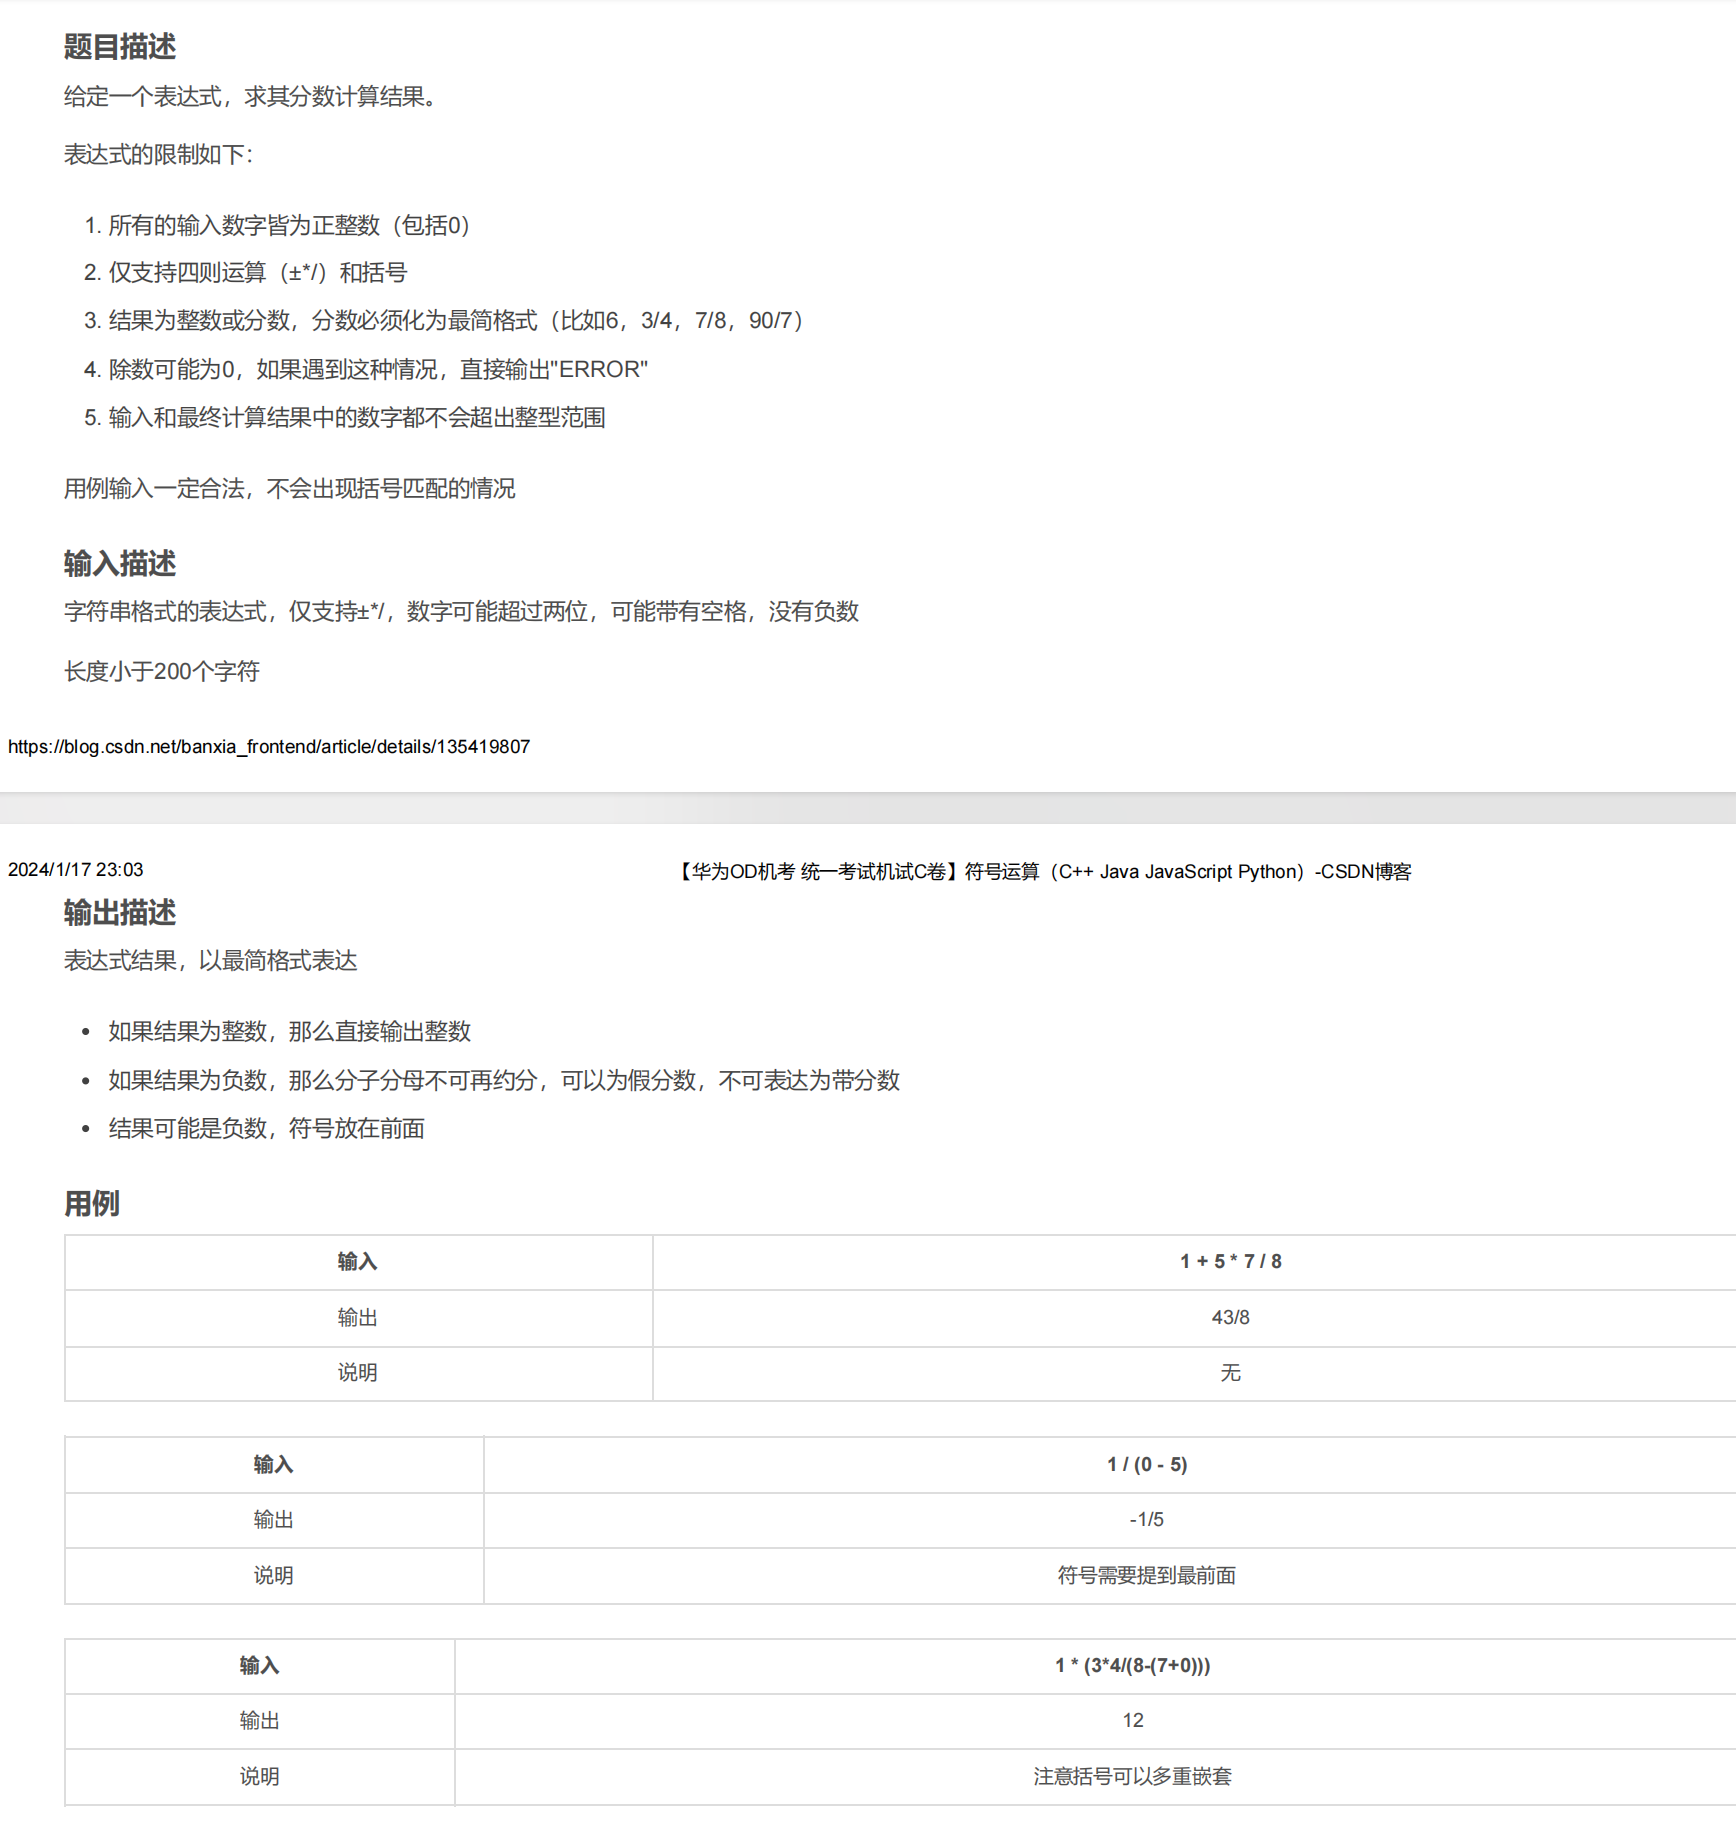 题目描述
给定一个表达式，求其分数计算结果。
表达式的限制如下：
1. 所有的输入数字皆为正整数（包括0）
2. 仅支持四则运算（±*/）和括号
3. 结果为整数或分数，分数必须化为最简格式（比如6，3/4，7/8，90/7）
4. 除数可能为0，如果遇到这种情况，直接输出"ERROR"
5. 输入和最终计算结果中的数字都不会超出整型范围
用例输入一定合法，不会出现括号匹配的情况
输入描述
字符串格式的表达式，仅支持±*/，数字可能超过两位，可能带有空格，没有负数
长度小于200个字符
https://blog.csdn.net/banxia_frontend/article/details/135419807
2024/1/17 23:03 【华为OD机考 统一考试机试C卷】符号运算（C++ Java JavaScript Python）-CSDN博客
输出描述
表达式结果，以最简格式表达
• 如果结果为整数，那么直接输出整数
• 如果结果为负数，那么分子分母不可再约分，可以为假分数，不可表达为带分数
• 结果可能是负数，符号放在前面
用例
输入 1 + 5 * 7 / 8
输出 43/8
说明 无
输入 1 / (0 - 5)
输出 -1/5
说明 符号需要提到最前面
输入 1 * (3*4/(8-(7+0)))
输出 12
说明 注意括号可以多重嵌套